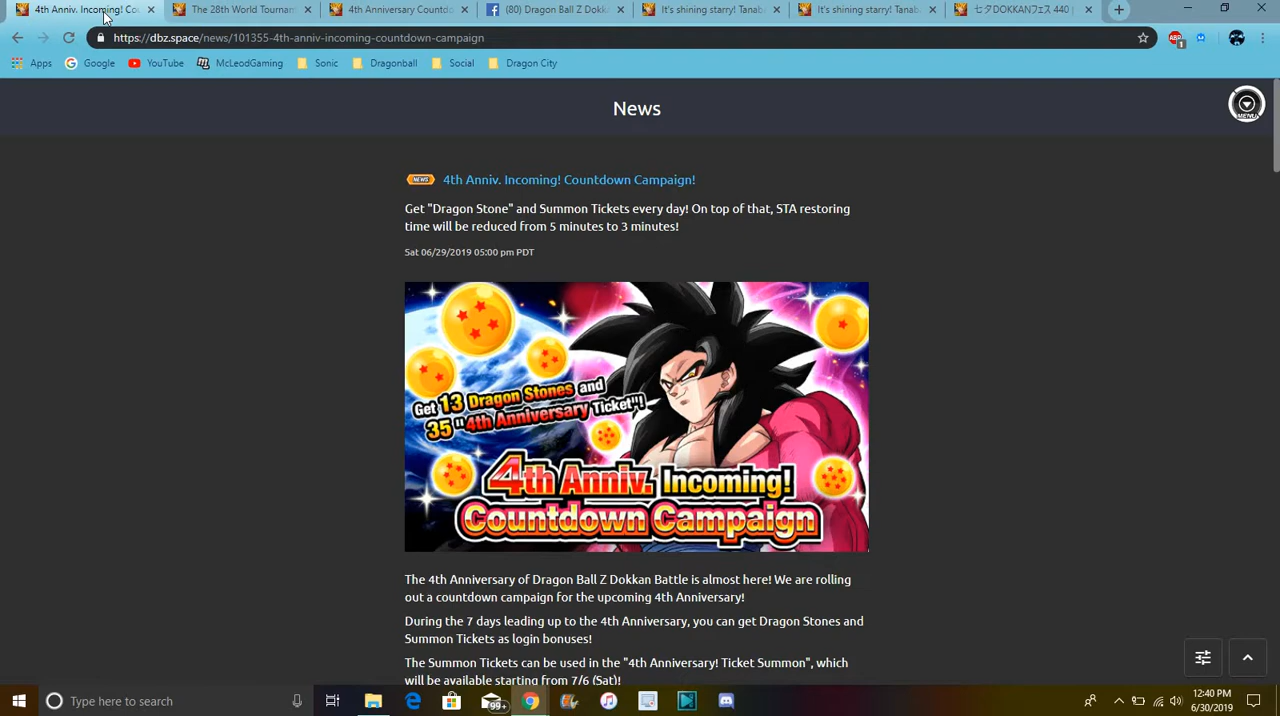 4th Anniv. Incoming! Co
The 28th World Tournam
4th Anniversary Countdo
(80) Dragon Ball Z Dokk
It's shining starry! Tanab
It's shining starry! Tanab
七夕DOKKANフェス 440
https://dbz.space/news/101355-4th-anniv-incoming-countdown-campaign
ABP
1
Apps
Google
YouTube
McLeodGaming
Sonic
Dragonball
Social
Dragon City
News
MENU
NEWS 4th Anniv. Incoming! Countdown Campaign!
Get "Dragon Stone" and Summon Tickets every day! On top of that, STA restoring
time will be reduced from 5 minutes to 3 minutes!
Sat 06/29/2019 05:00 pm PDT
Get 13 Dragon Stones and
35 "4th Anniversary Ticket"!
4th Anniv. Incoming!
Countdown Campaign
The 4th Anniversary of Dragon Ball Z Dokkan Battle is almost here! We are rolling
out a countdown campaign for the upcoming 4th Anniversary!
During the 7 days leading up to the 4th Anniversary, you can get Dragon Stones and
Summon Tickets as login bonuses!
The Summon Tickets can be used in the "4th Anniversary! Ticket Summon", which
will be available starting from 7/6 (Sat)!
Type here to search
99+
12:40 PM
6/30/2019